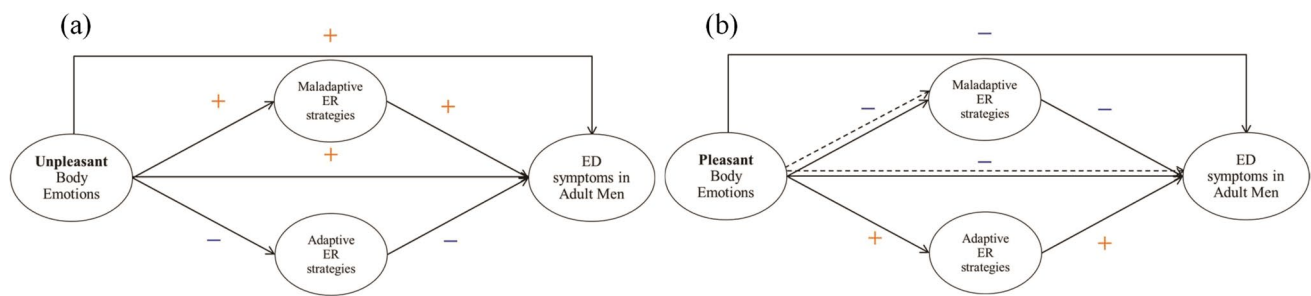 (a)
+
Maladaptive
ER
strategies
+
+
+
Unpleasant
Body
Emotions
ED
symptoms in
Adult Men
–
Adaptive
ER
strategies
–
(b)
–
Maladaptive
ER
strategies
–
–
–
Pleasant
Body
Emotions
ED
symptoms in
Adult Men
+
Adaptive
ER
strategies
+